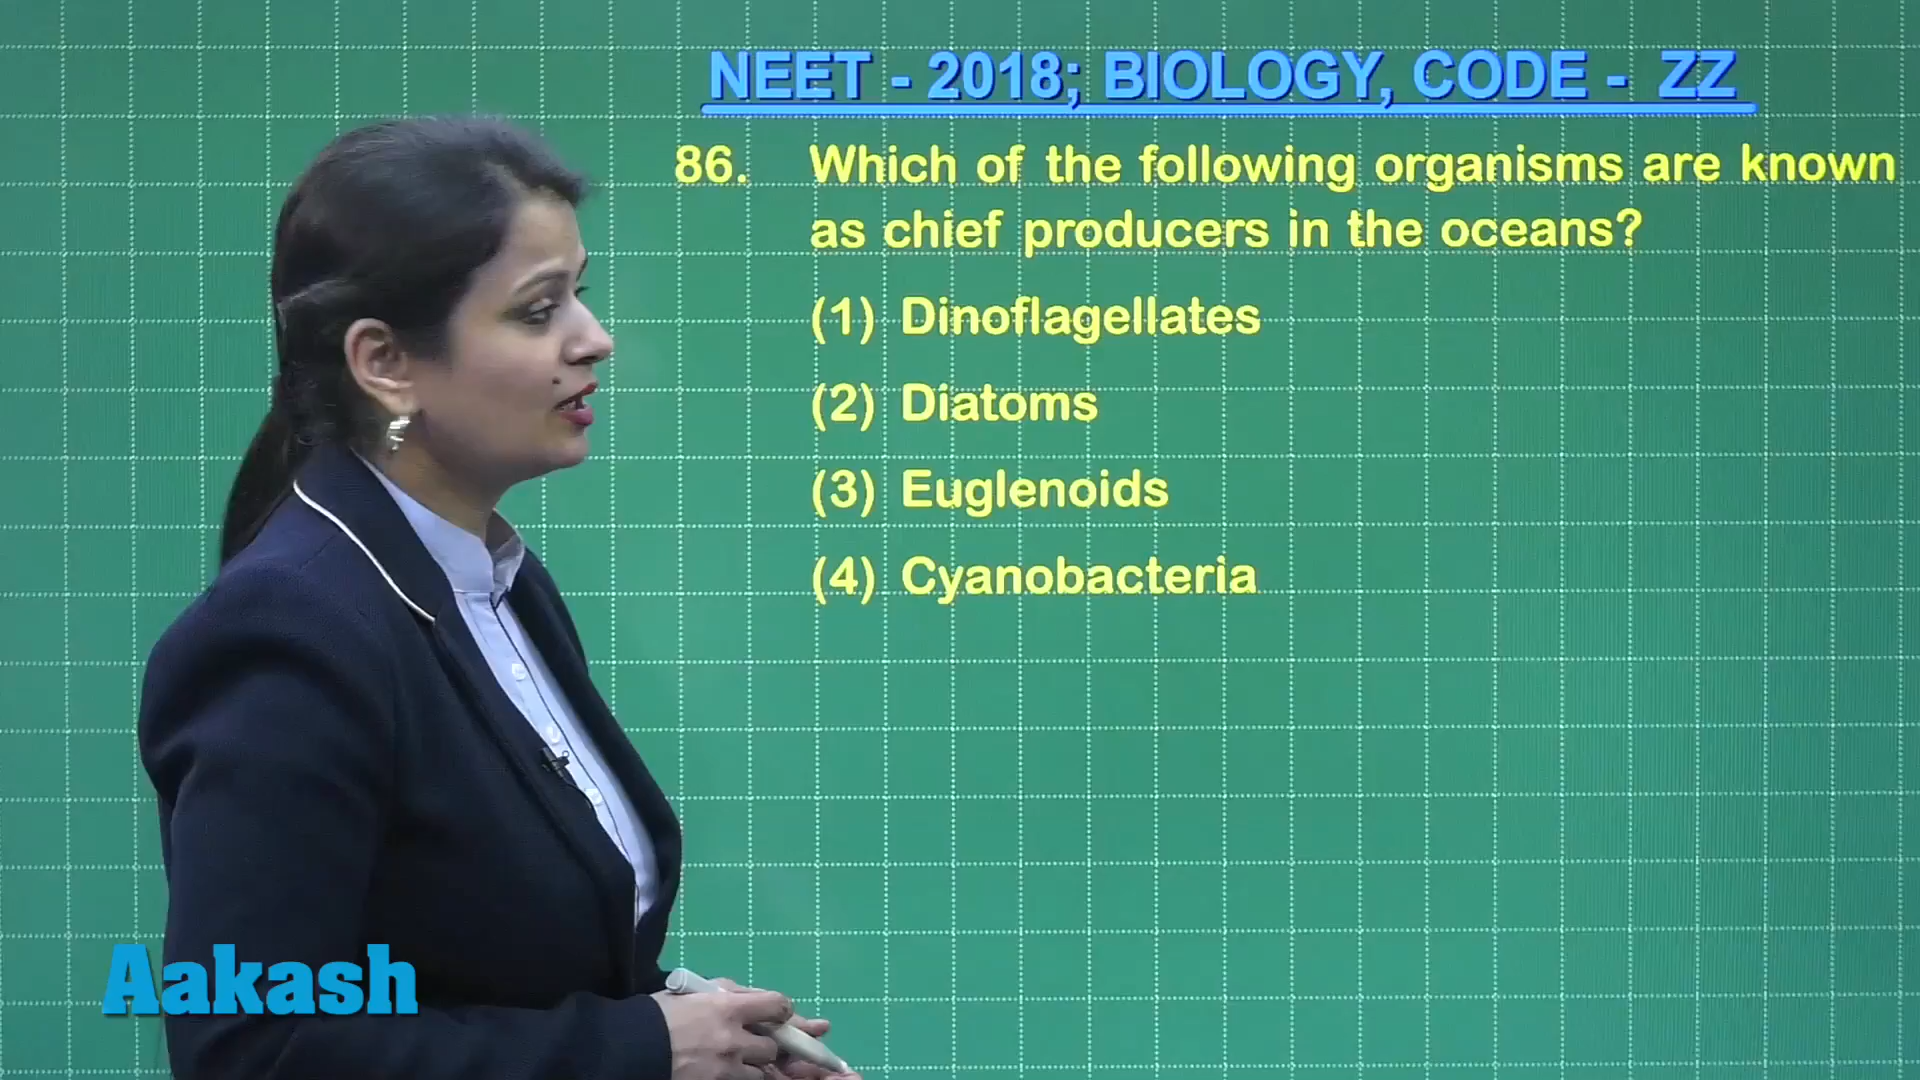 NEET - 2018; BIOLOGY, CODE - ZZ
86. Which of the following organisms are known
as chief producers in the oceans?
(1) Dinoflagellates
(2) Diatoms
(3) Euglenoids
(4) Cyanobacteria
Aakash